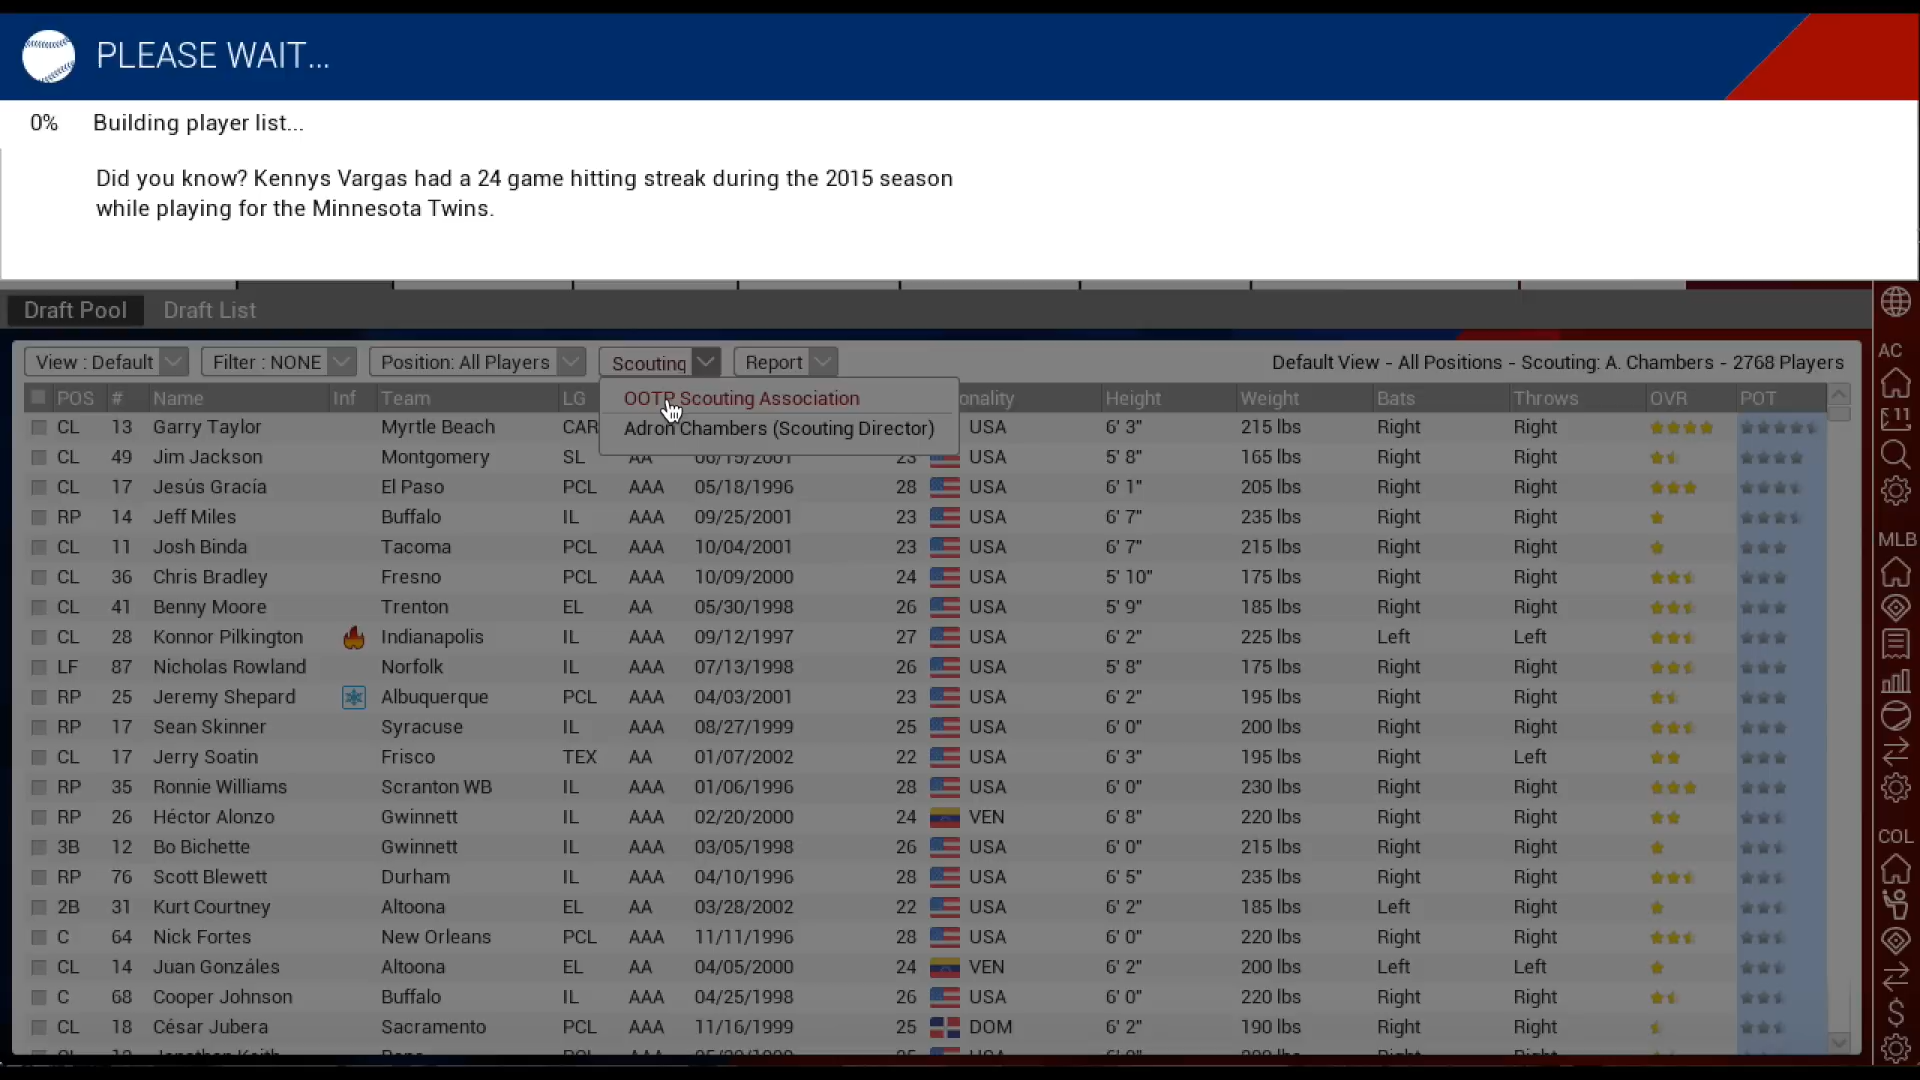 PLEASE WAIT...
0% Building player list...
Did you know? Kennys Vargas had a 24 game hitting streak during the 2015 season
while playing for the Minnesota Twins.
Draft Pool Draft List
View : Default Filter : NONE Position: All Players Scouting Report Default View - All Positions - Scouting: A. Chambers - 2768 Players
POS # Name Inf Team LG OOTP Scouting Association onality Height Weight Bats Throws OVR POT
CL 13 Garry Taylor Myrtle Beach CAR Adron Chambers (Scouting Director) USA 6' 3" 215 lbs Right Right
CL 49 Jim Jackson Montgomery SL AA 06/15/2001 23 USA 5' 8" 165 lbs Right Right
CL 17 Jesús Gracía El Paso PCL AAA 05/18/1996 28 USA 6' 1" 205 lbs Right Right
RP 14 Jeff Miles Buffalo IL AAA 09/25/2001 23 USA 6' 7" 235 lbs Right Right
CL 11 Josh Binda Tacoma PCL AAA 10/04/2001 23 USA 6' 7" 215 lbs Right Right
CL 36 Chris Bradley Fresno PCL AAA 10/09/2000 24 USA 5' 10" 175 lbs Right Right
CL 41 Benny Moore Trenton EL AA 05/30/1998 26 USA 5' 9" 185 lbs Right Right
CL 28 Konnor Pilkington Indianapolis IL AAA 09/12/1997 27 USA 6' 2" 225 lbs Left Left
LF 87 Nicholas Rowland Norfolk IL AAA 07/13/1998 26 USA 5' 8" 175 lbs Right Right
RP 25 Jeremy Shepard Albuquerque PCL AAA 04/03/2001 23 USA 6' 2" 195 lbs Right Right
RP 17 Sean Skinner Syracuse IL AAA 08/27/1999 25 USA 6' 0" 200 lbs Right Right
CL 17 Jerry Soatin Frisco TEX AA 01/07/2002 22 USA 6' 3" 195 lbs Right Left
RP 35 Ronnie Williams Scranton WB IL AAA 01/06/1996 28 USA 6' 0" 230 lbs Right Right
RP 26 Héctor Alonzo Gwinnett IL AAA 02/20/2000 24 VEN 6' 8" 220 lbs Right Right
3B 12 Bo Bichette Gwinnett IL AAA 03/05/1998 26 USA 6' 0" 215 lbs Right Right
RP 76 Scott Blewett Durham IL AAA 04/10/1996 28 USA 6' 5" 235 lbs Right Right
2B 31 Kurt Courtney Altoona EL AA 03/28/2002 22 USA 6' 2" 185 lbs Left Right
C 64 Nick Fortes New Orleans PCL AAA 11/11/1996 28 USA 6' 0" 220 lbs Right Right
CL 14 Juan Gonzáles Altoona EL AA 04/05/2000 24 VEN 6' 2" 200 lbs Left Left
C 68 Cooper Johnson Buffalo IL AAA 04/25/1998 26 USA 6' 0" 220 lbs Right Right
CL 18 César Jubera Sacramento PCL AAA 11/16/1999 25 DOM 6' 2" 190 lbs Right Right
AC
11
MLB
COL